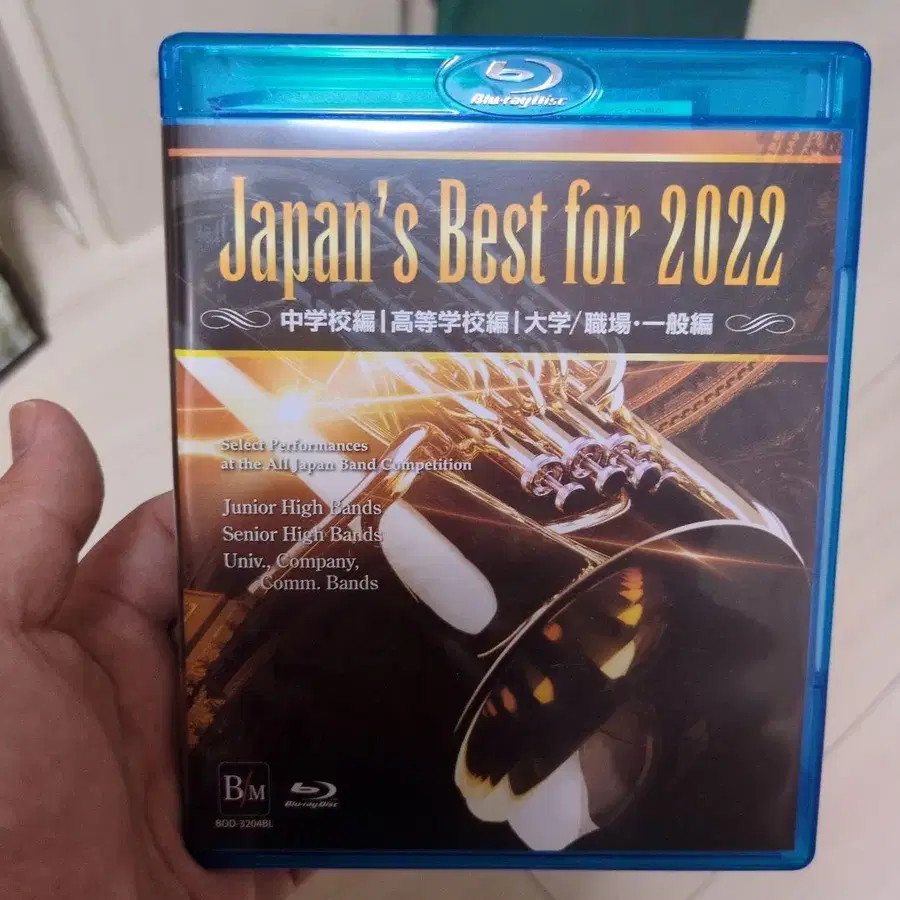 Blu-ray Disc
Japan's Best for 2022
中学校編|高等学校編|大学/職場・一般編
Select Performances
at the All Japan Band Competition
Junior High Bands
Senior High Bands
Univ., Company,
Comm. Bands
B/M
Blu-ray Disc
BOD-3204BL